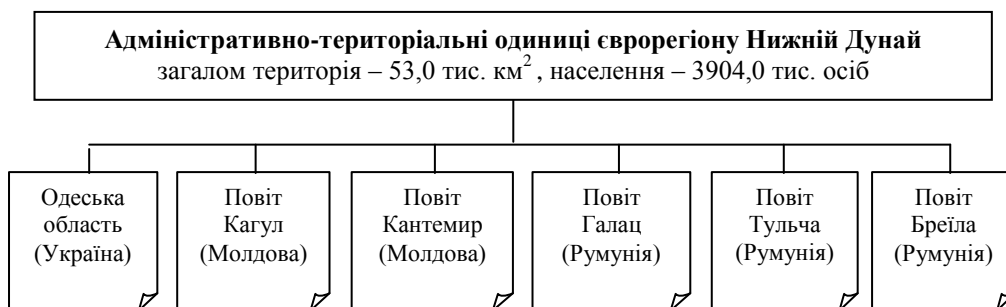 Адміністративно-територіальні одиниці єврорегіону Нижній Дунай
загалом територія – 53,0 тис. км², населення – 3904,0 тис. осіб
Одеська
область
(Україна)
Повіт
Кагул
(Молдова)
Повіт
Кантемир
(Молдова)
Повіт
Галац
(Румунія)
Повіт
Тульча
(Румунія)
Повіт
Бреїла
(Румунія)